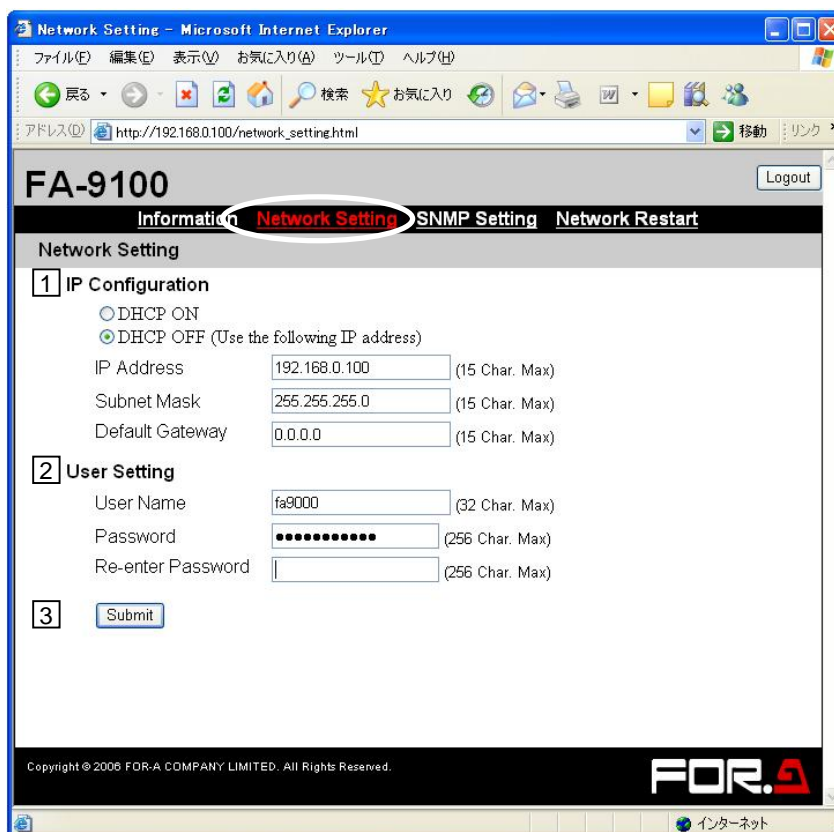 Network Setting - Microsoft Internet Explorer
ファイル(F) 編集(E) 表示(V) お気に入り(A) ツール(T) ヘルプ(H)
戻る 検索 お気に入り
アドレス(D) http://192.168.0.100/network_setting.html 移動 リンク
FA-9100 Logout
Information Network Setting SNMP Setting Network Restart
Network Setting
1 IP Configuration
DHCP ON
DHCP OFF (Use the following IP address)
IP Address 192.168.0.100 (15 Char. Max)
Subnet Mask 255.255.255.0 (15 Char. Max)
Default Gateway 0.0.0.0 (15 Char. Max)
2 User Setting
User Name fa9000 (32 Char. Max)
Password ●●●●●●●●●●● (256 Char. Max)
Re-enter Password (256 Char. Max)
3 Submit
Copyright © 2006 FOR-A COMPANY LIMITED. All Rights Reserved.
FOR.A
インターネット